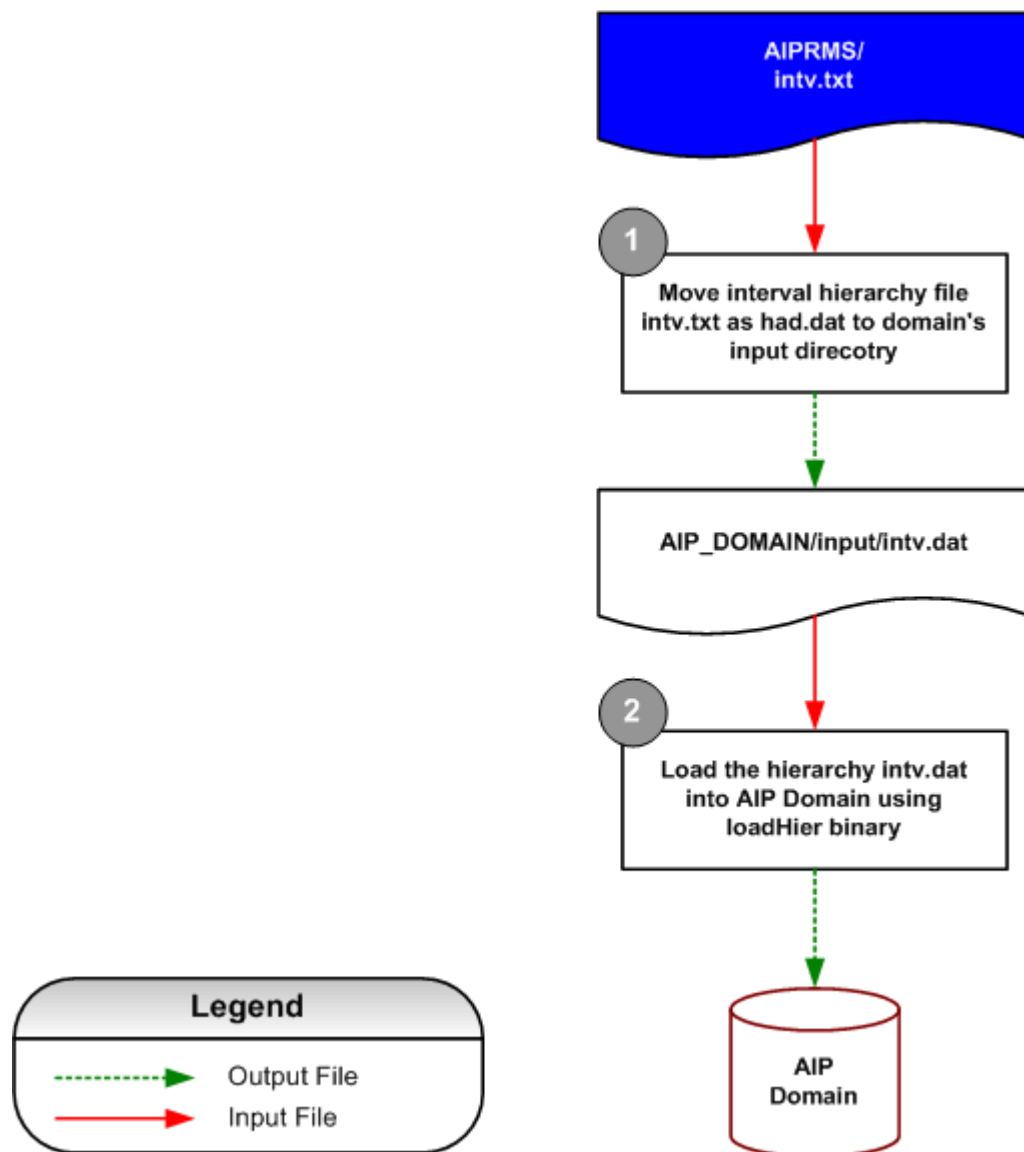 AIPRMS/
intv.txt
1
Move interval hierarchy file
intv.txt as had.dat to domain's
input direcotry
AIP_DOMAIN/input/intv.dat
2
Load the hierarchy intv.dat
into AIP Domain using
loadHier binary
Legend
Output File
Input File
AIP
Domain